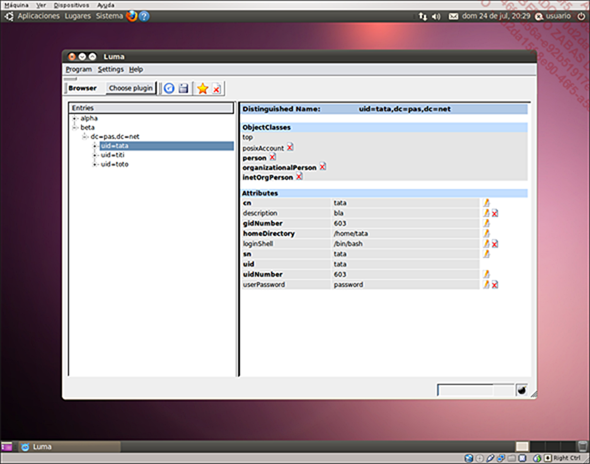 Máquina Ver Dispositivos Ayuda
Aplicaciones Lugares Sistema dom 24 de jul, 20:29 usuario
Luma
Program Settings Help
Browser Choose plugin
Entries
alpha
beta
dc=pas,dc=net
uid=tata
uid=titi
uid=toto
Distinguished Name: uid=tata,dc=pas,dc=net
ObjectClasses
top
posixAccount
person
organizationalPerson
inetOrgPerson
Attributes
cn tata
description bla
gidNumber 603
homeDirectory /home/tata
loginShell /bin/bash
sn tata
uid tata
uidNumber 603
userPassword password
Luma
Right Ctrl